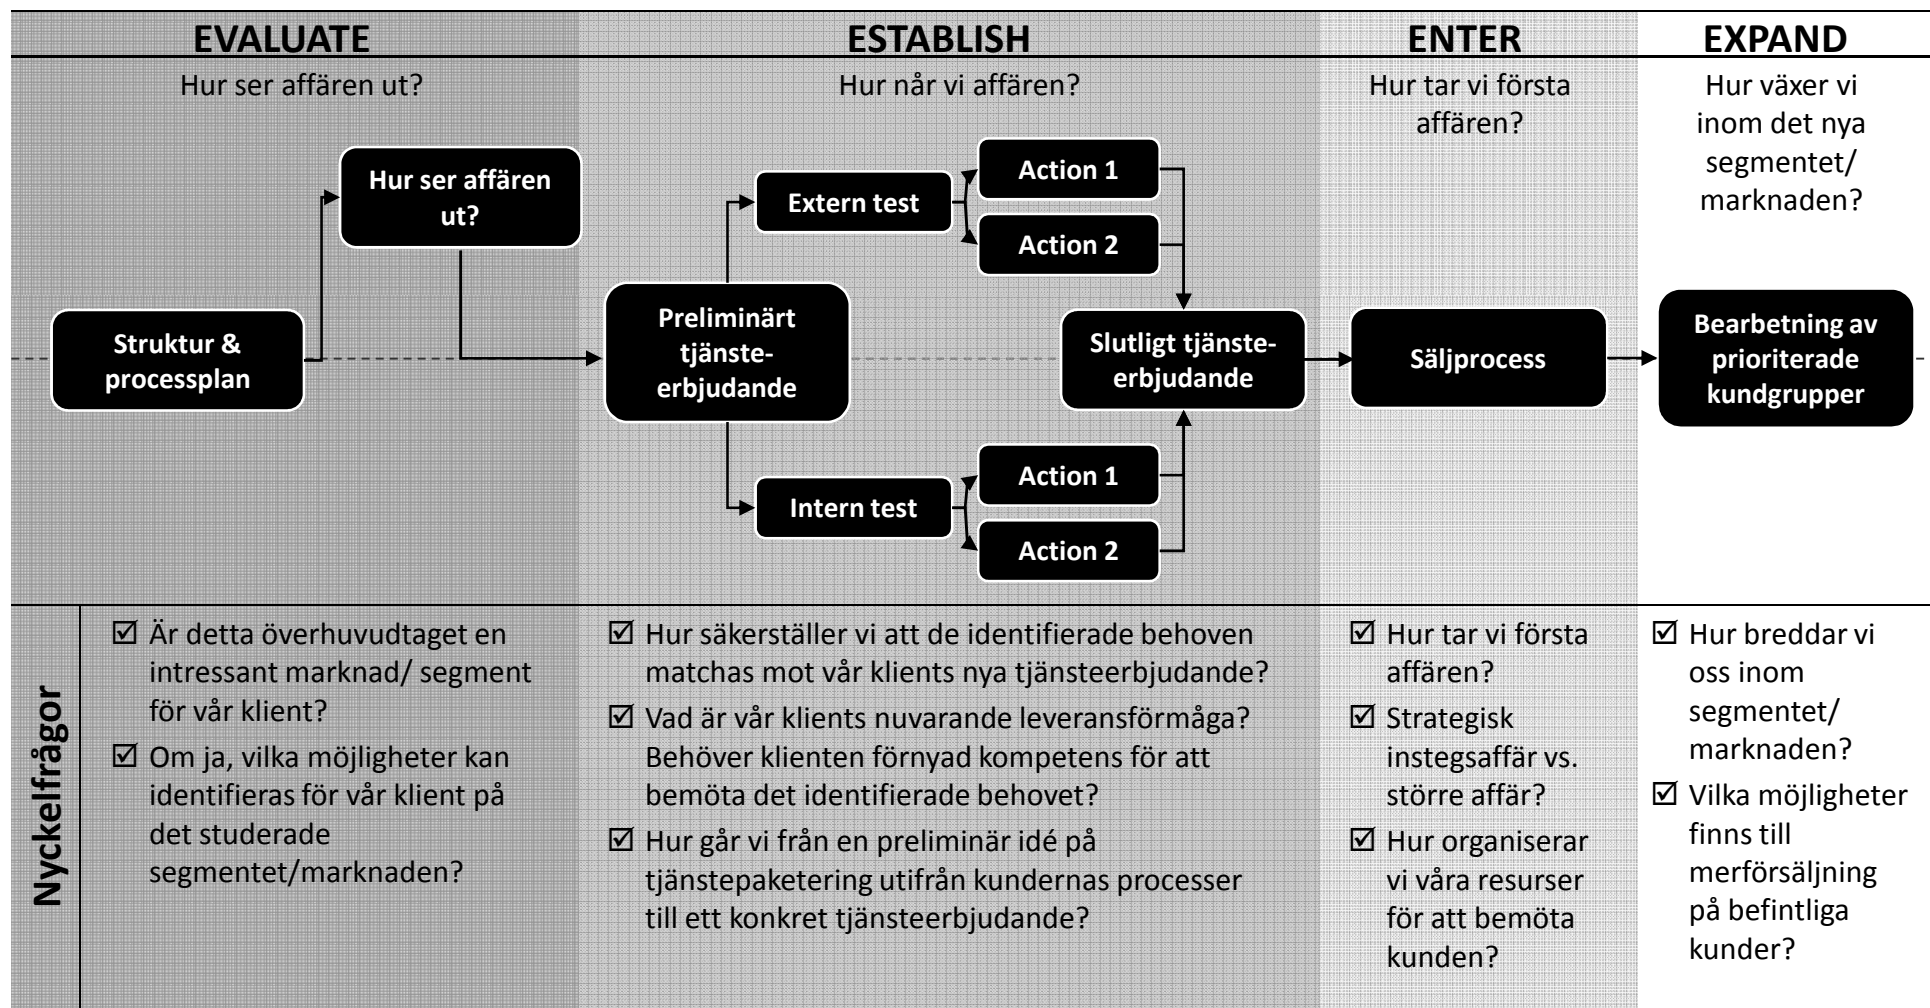 EVALUATE
Hur ser affären ut?
ESTABLISH
Hur når vi affären?
ENTER
Hur tar vi första
affären?
EXPAND
Hur växer vi
inom det nya
segmentet/
marknaden?
Struktur &
processplan
Hur ser affären
ut?
Preliminärt
tjänste-
erbjudande
Extern test
Action 1
Action 2
Intern test
Action 1
Action 2
Slutligt tjänste-
erbjudande
Säljprocess
Bearbetning av
prioriterade
kundgrupper
Nyckelfrågor
☑ Är detta överhuvudtaget en
intressant marknad/ segment
för vår klient?
☑ Om ja, vilka möjligheter kan
identifieras för vår klient på
det studerade
segmentet/marknaden?
☑ Hur säkerställer vi att de identifierade behoven
matchas mot vår klients nya tjänsteerbjudande?
☑ Vad är vår klients nuvarande leveransförmåga?
Behöver klienten förnyad kompetens för att
bemöta det identifierade behovet?
☑ Hur går vi från en preliminär idé på
tjänstepaketering utifrån kundernas processer
till ett konkret tjänsteerbjudande?
☑ Hur tar vi första
affären?
☑ Strategisk
instegsaffär vs.
större affär?
☑ Hur organiserar
vi våra resurser
för att bemöta
kunden?
☑ Hur breddar vi
oss inom
segmentet/
marknaden?
☑ Vilka möjligheter
finns till
merförsäljning
på befintliga
kunder?